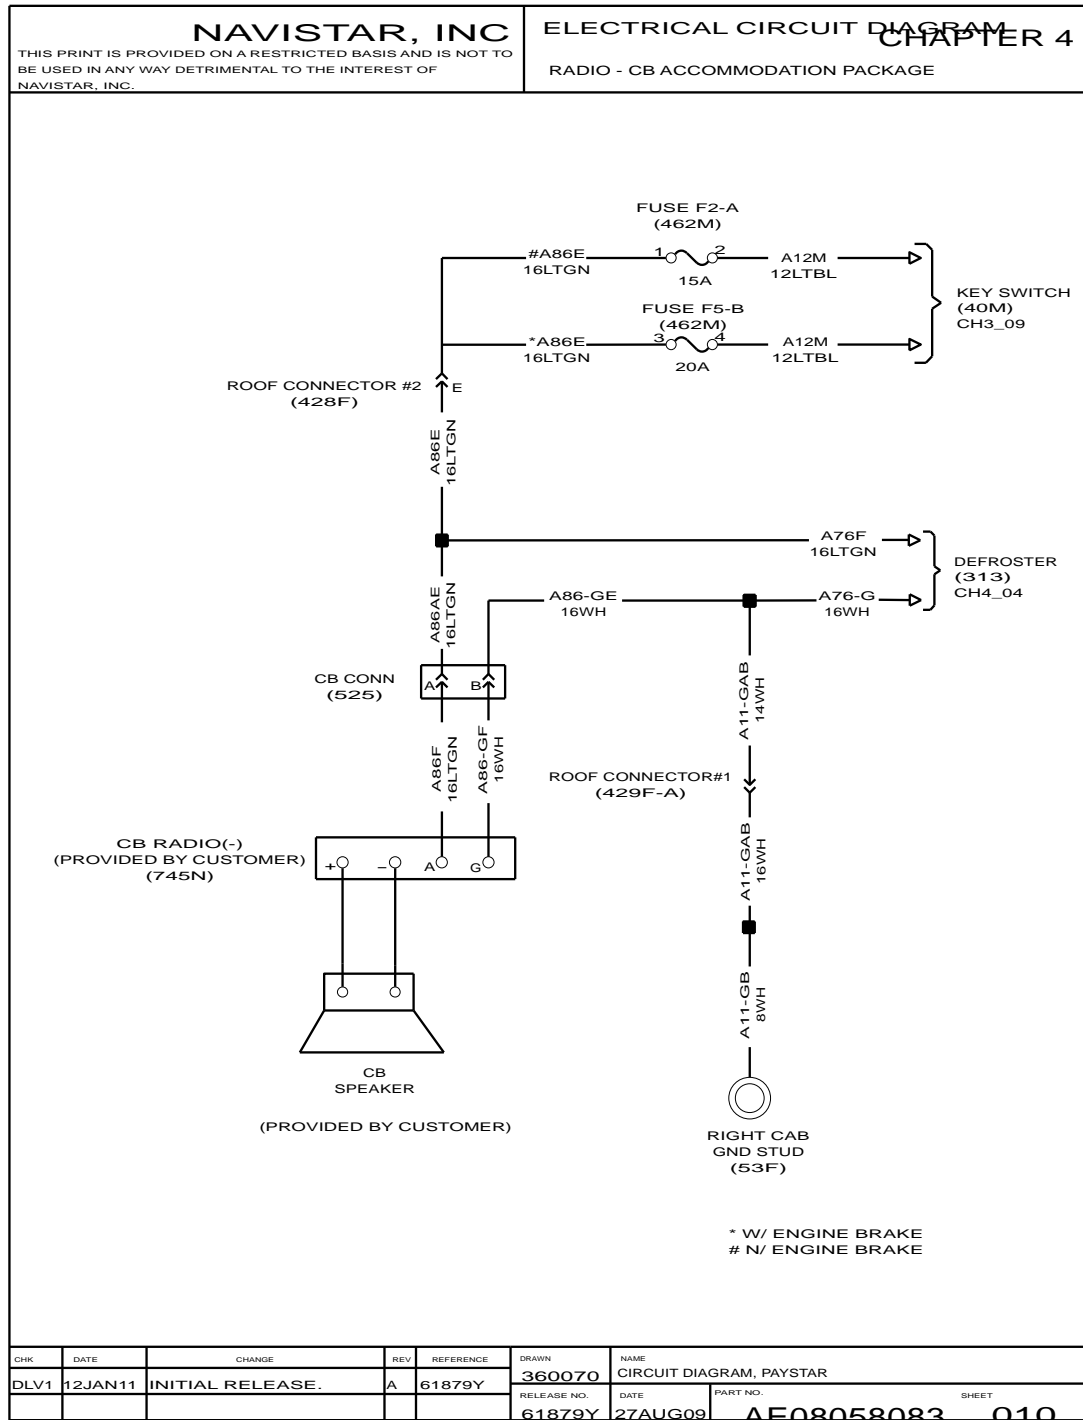 NAVISTAR, INC
THIS PRINT IS PROVIDED ON A RESTRICTED BASIS AND IS NOT TO
BE USED IN ANY WAY DETRIMENTAL TO THE INTEREST OF
NAVISTAR, INC.
ELECTRICAL CIRCUIT DIAGRAM
CHAPTER 4
RADIO - CB ACCOMMODATION PACKAGE
FUSE F2-A
(462M)
#A86E
16LTGN
1
2
15A
A12M
12LTBL
FUSE F5-B
(462M)
*A86E
16LTGN
3
4
20A
A12M
12LTBL
KEY SWITCH
(40M)
CH3_09
ROOF CONNECTOR #2
(428F)
E
A86E
16LTGN
A76F
16LTGN
DEFROSTER
(313)
CH4_04
A86-GE
16WH
A76-G
16WH
A86AE
16LTGN
CB CONN
(525)
A
B
A11-GAB
14WH
A86F
16LTGN
A86-GF
16WH
ROOF CONNECTOR#1
(429F-A)
CB RADIO(-)
(PROVIDED BY CUSTOMER)
(745N)
+
-
A
G
A11-GAB
16WH
A11-GB
8WH
CB
SPEAKER
(PROVIDED BY CUSTOMER)
RIGHT CAB
GND STUD
(53F)
* W/ ENGINE BRAKE
# N/ ENGINE BRAKE
CHK
DATE
CHANGE
REV
REFERENCE
DRAWN
NAME
DLV1
12JAN11
INITIAL RELEASE.
A
61879Y
360070
CIRCUIT DIAGRAM, PAYSTAR
RELEASE NO.
DATE
PART NO.
SHEET
61879Y
27AUG09
AE08058083
010